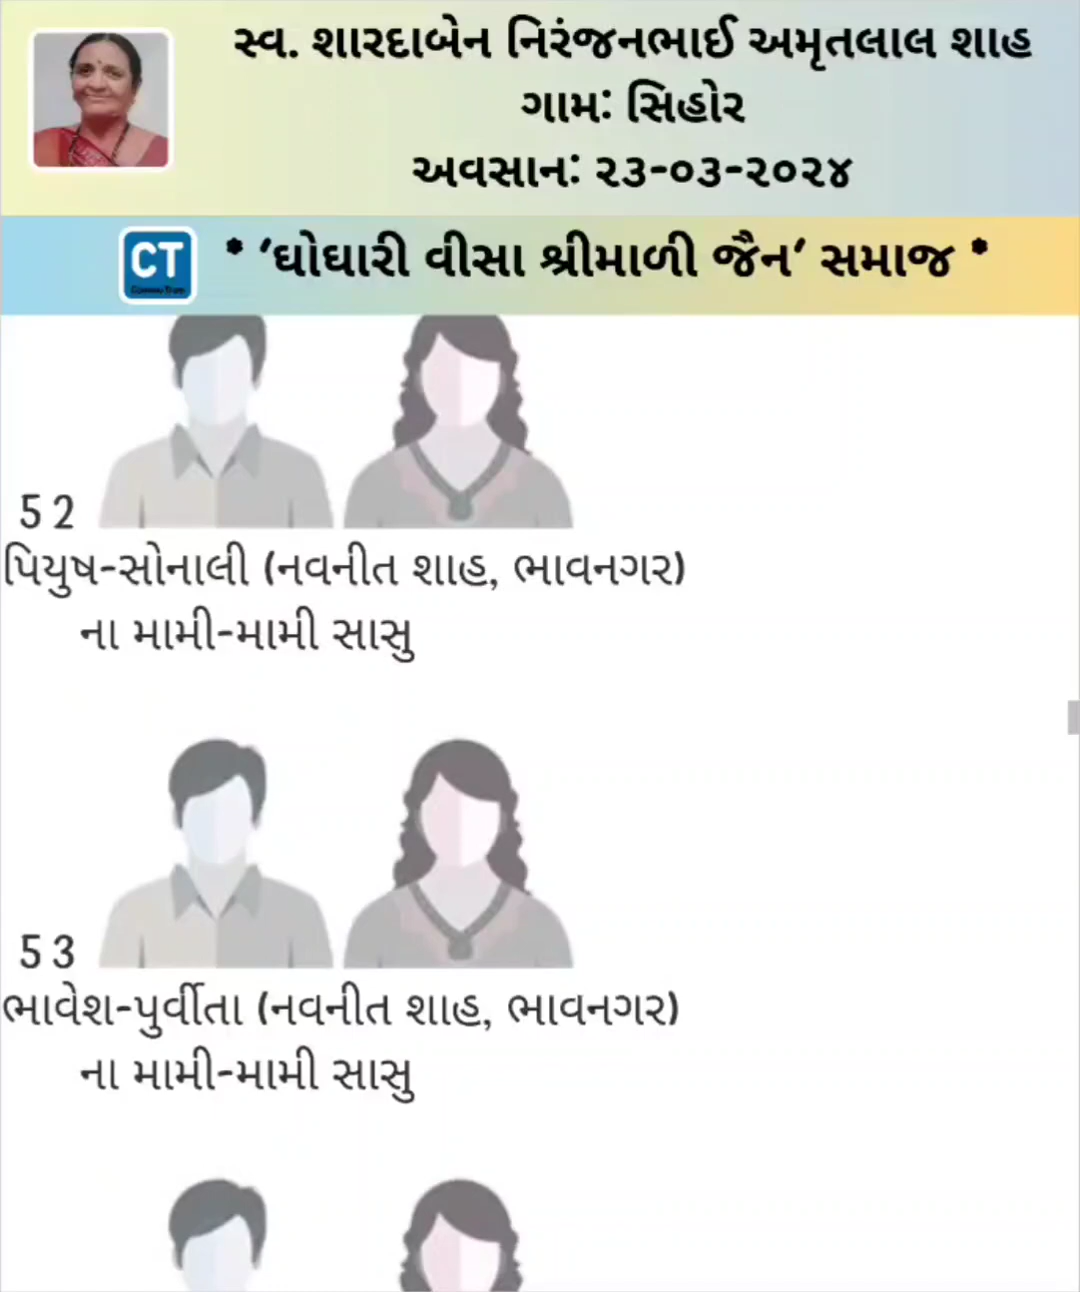 સ્વ. શારદાબેન નિરંજનભાઈ અમૃતલાલ શાહ
ગામ: સિહોર
અવસાન: ૨૩-૦૩-૨૦૨૪
CT
* ‘ઘોઘારી વીસા શ્રીમાળી જૈન’ સમાજ *
52
પિયુષ-સોનાલી (નવનીત શાહ, ભાવનગર)
ના મામી-મામી સાસુ
53
ભાવેશ-પુર્વીતા (નવનીત શાહ, ભાવનગર)
ના મામી-મામી સાસુ